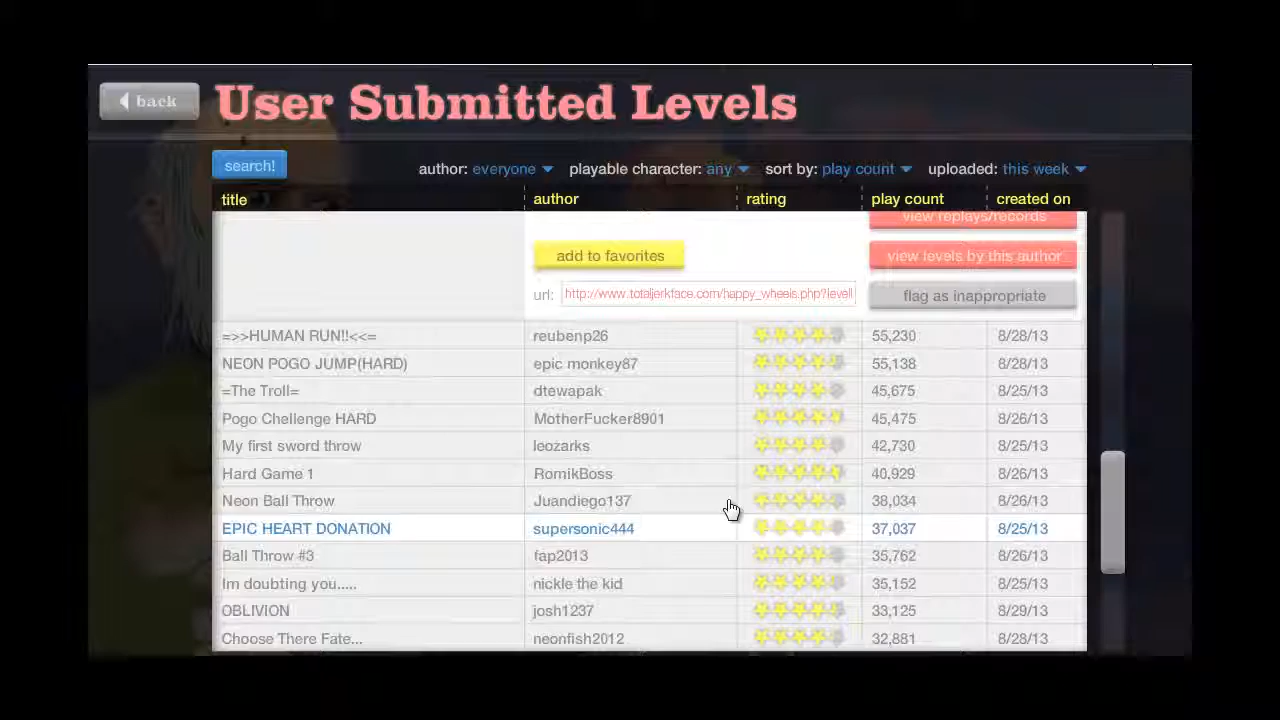 back
User Submitted Levels
search!
author: everyone playable character: any sort by: play count uploaded: this week
title author rating play count created on
view replays/records
add to favorites view levels by this author
url: http://www.totaljerkface.com/happy_wheels.php?levelI flag as inappropriate
=>>HUMAN RUN!!<<= reubenp26 55,230 8/28/13
NEON POGO JUMP(HARD) epic monkey87 55,138 8/28/13
=The Troll= dtewapak 45,675 8/25/13
Pogo Chellenge HARD MotherFucker8901 45,475 8/26/13
My first sword throw leozarks 42,730 8/25/13
Hard Game 1 RomikBoss 40,929 8/26/13
Neon Ball Throw Juandiego137 38,034 8/26/13
EPIC HEART DONATION supersonic444 37,037 8/25/13
Ball Throw #3 fap2013 35,762 8/26/13
Im doubting you..... nickle the kid 35,152 8/25/13
OBLIVION josh1237 33,125 8/29/13
Choose There Fate... neonfish2012 32,881 8/28/13